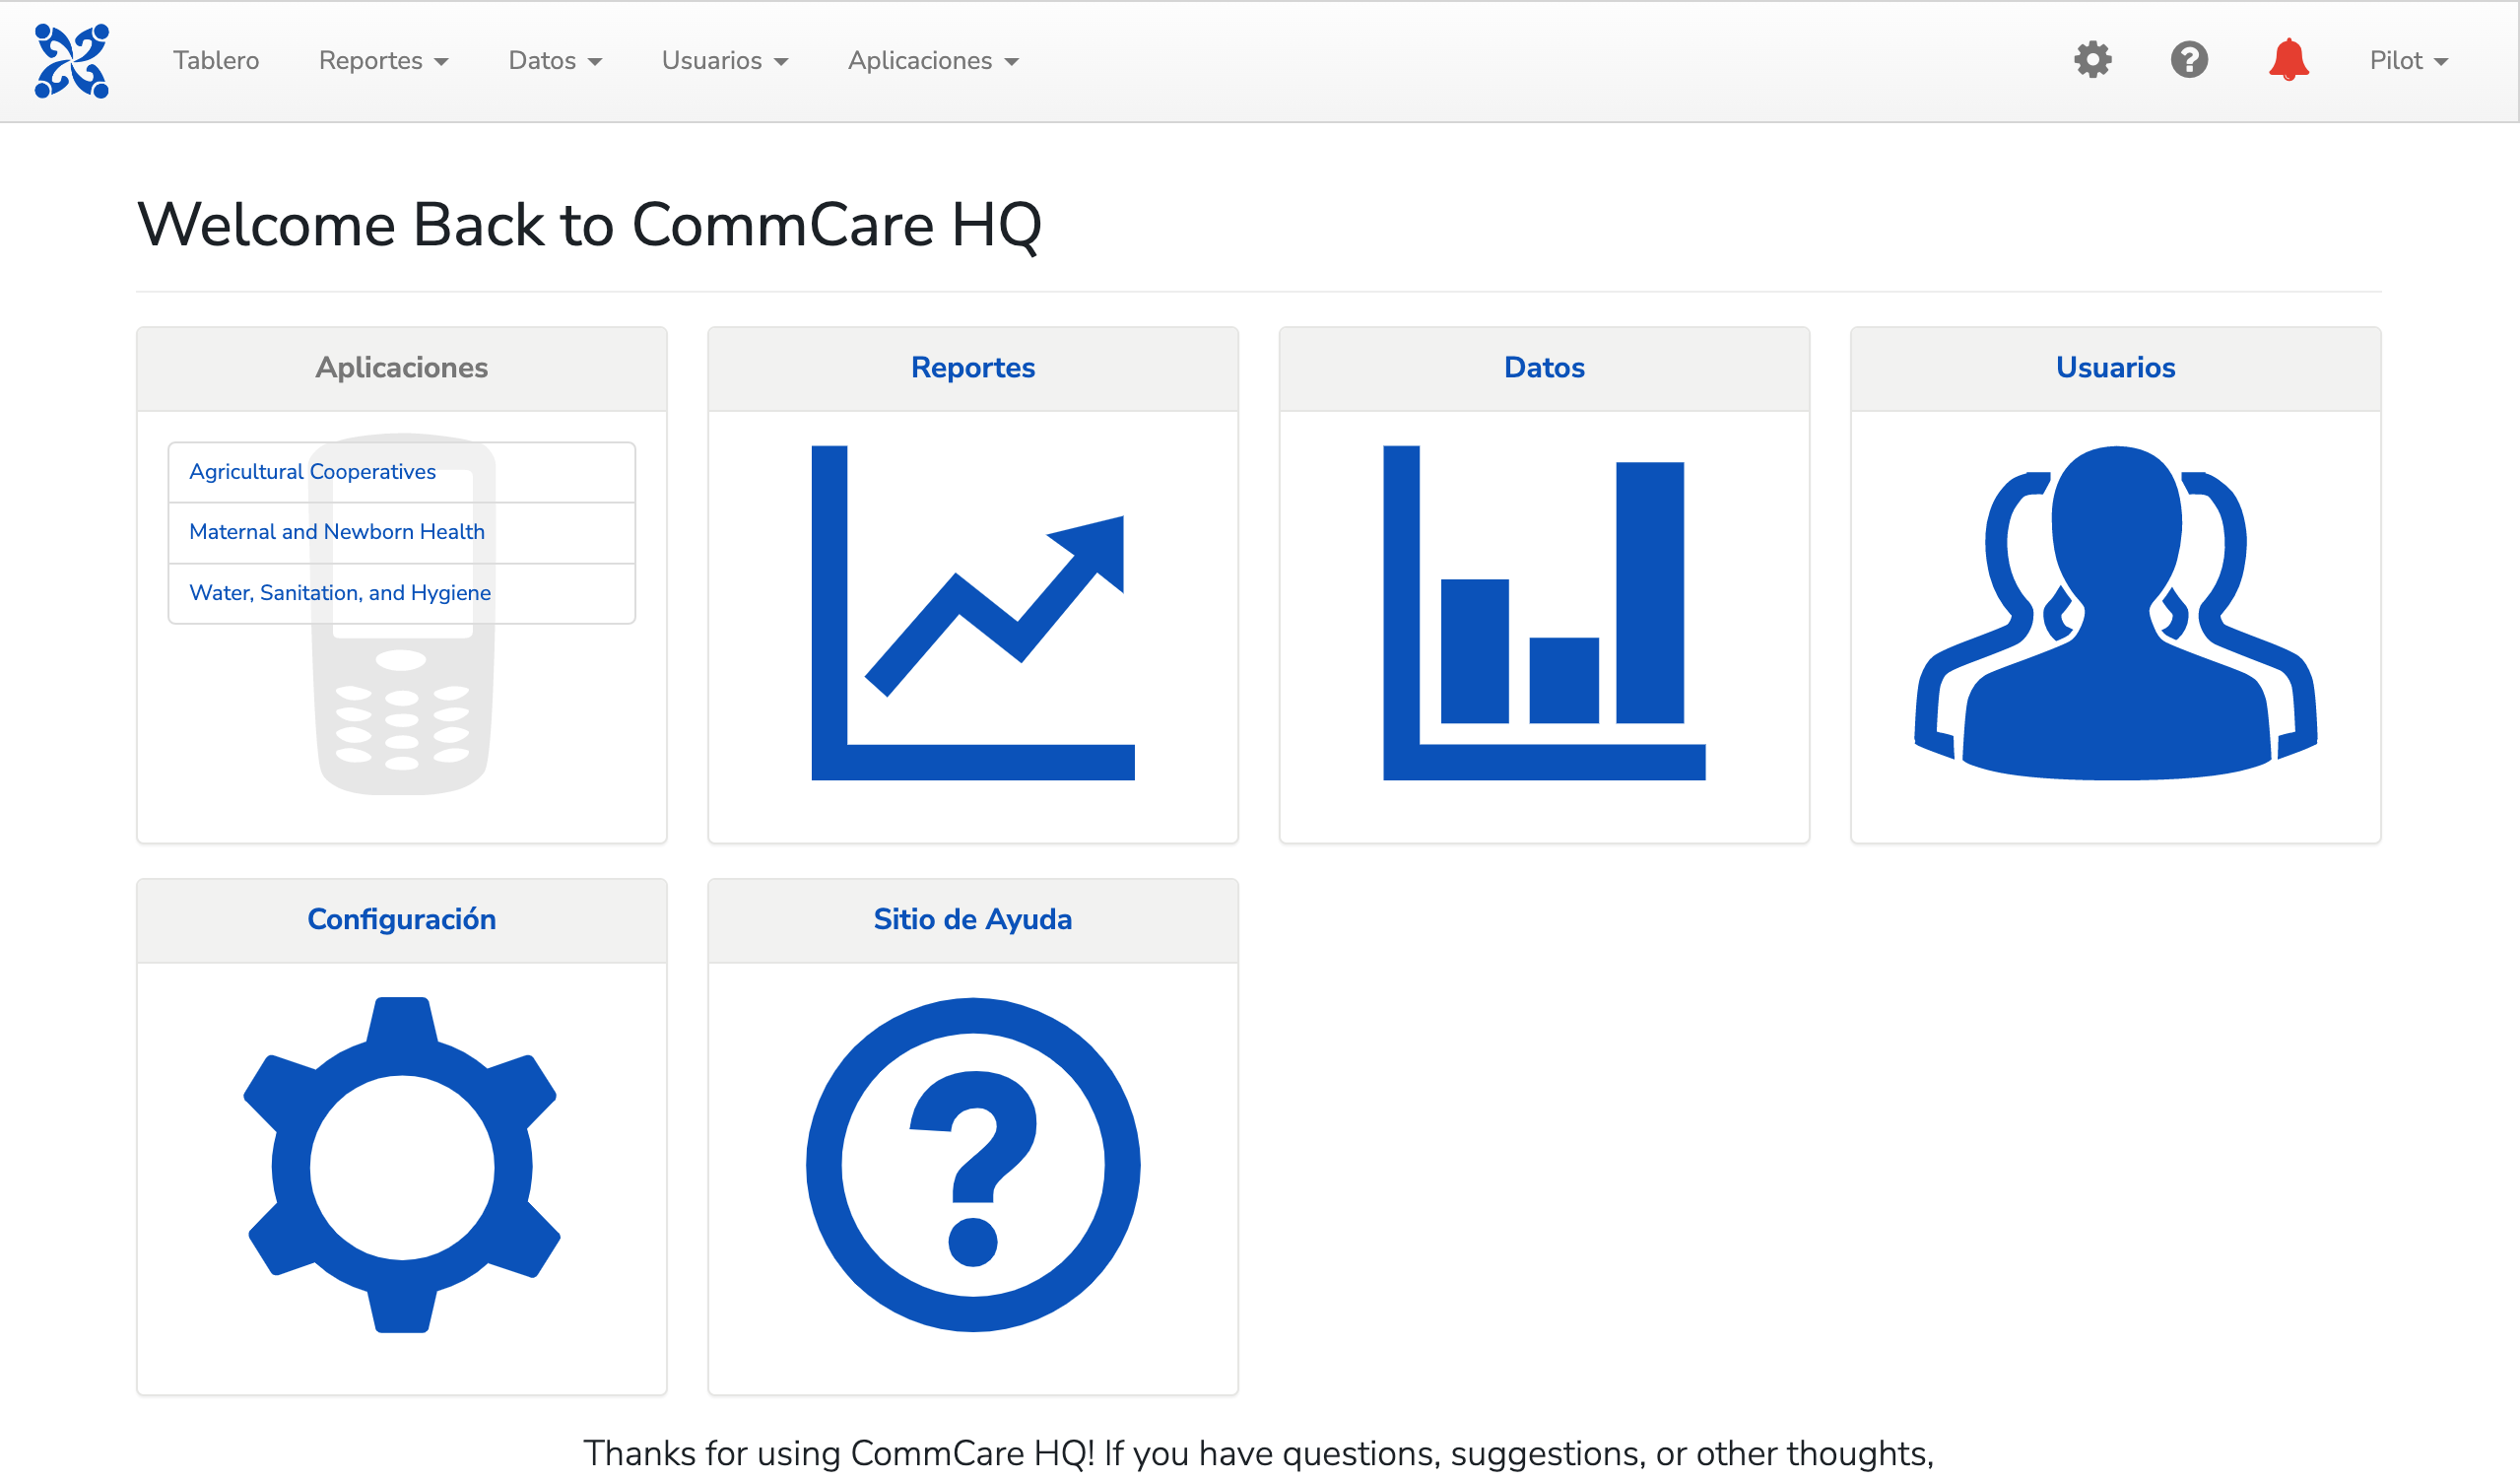 Tablero Reportes Datos Usuarios Aplicaciones Pilot
Welcome Back to CommCare HQ
Aplicaciones
Agricultural Cooperatives
Maternal and Newborn Health
Water, Sanitation, and Hygiene
Reportes
Datos
Usuarios
Configuración
Sitio de Ayuda
Thanks for using CommCare HQ! If you have questions, suggestions, or other thoughts,